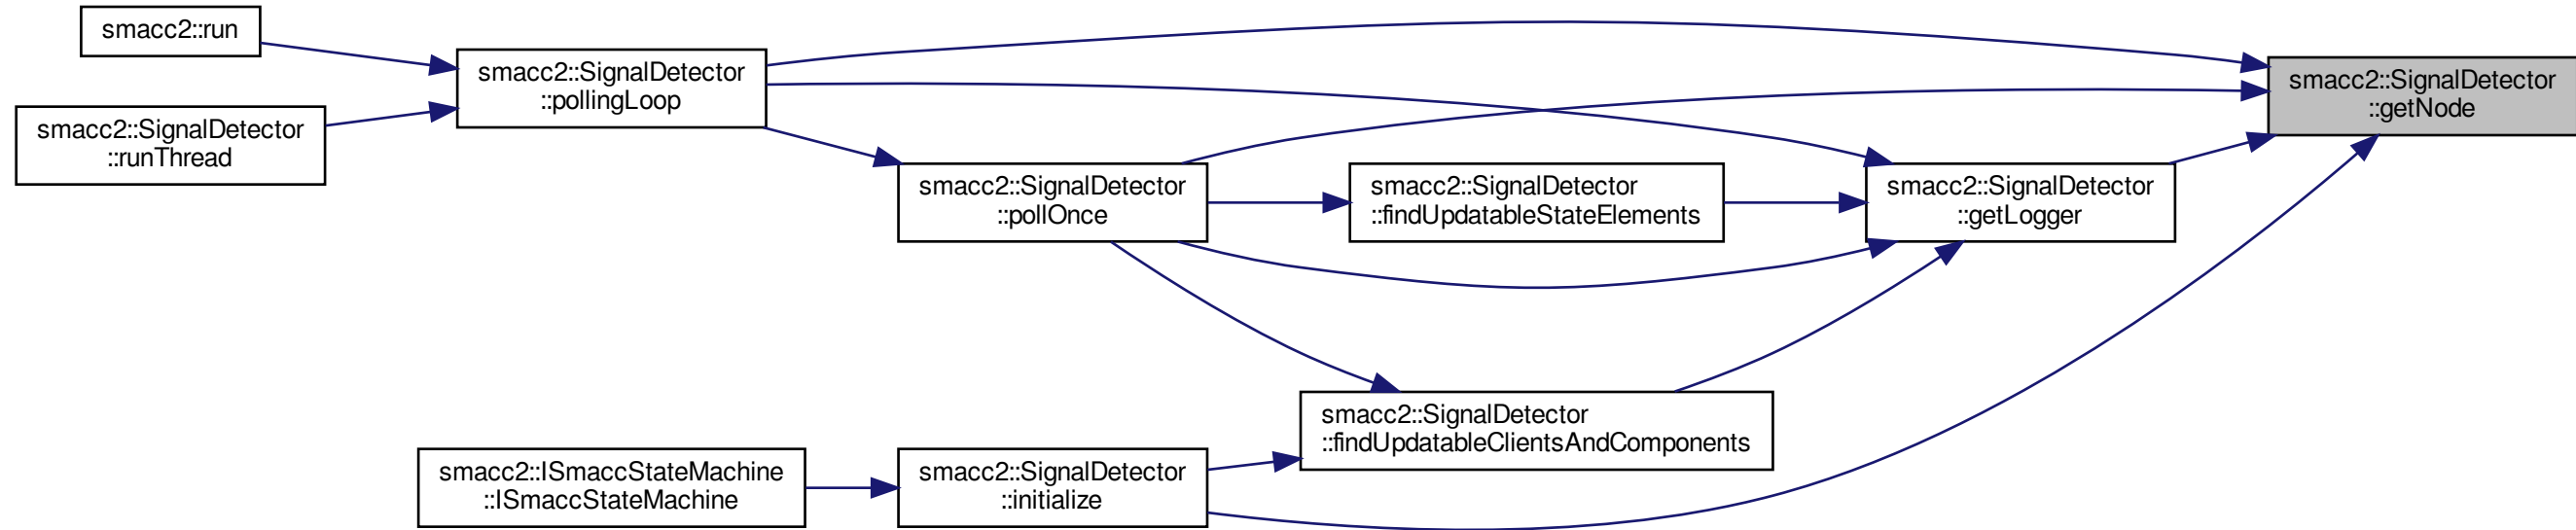 smacc2::run
smacc2::SignalDetector
::runThread
smacc2::SignalDetector
::pollingLoop
smacc2::SignalDetector
::pollOnce
smacc2::SignalDetector
::findUpdatableStateElements
smacc2::SignalDetector
::getLogger
smacc2::SignalDetector
::getNode
smacc2::SignalDetector
::findUpdatableClientsAndComponents
smacc2::ISmaccStateMachine
::ISmaccStateMachine
smacc2::SignalDetector
::initialize